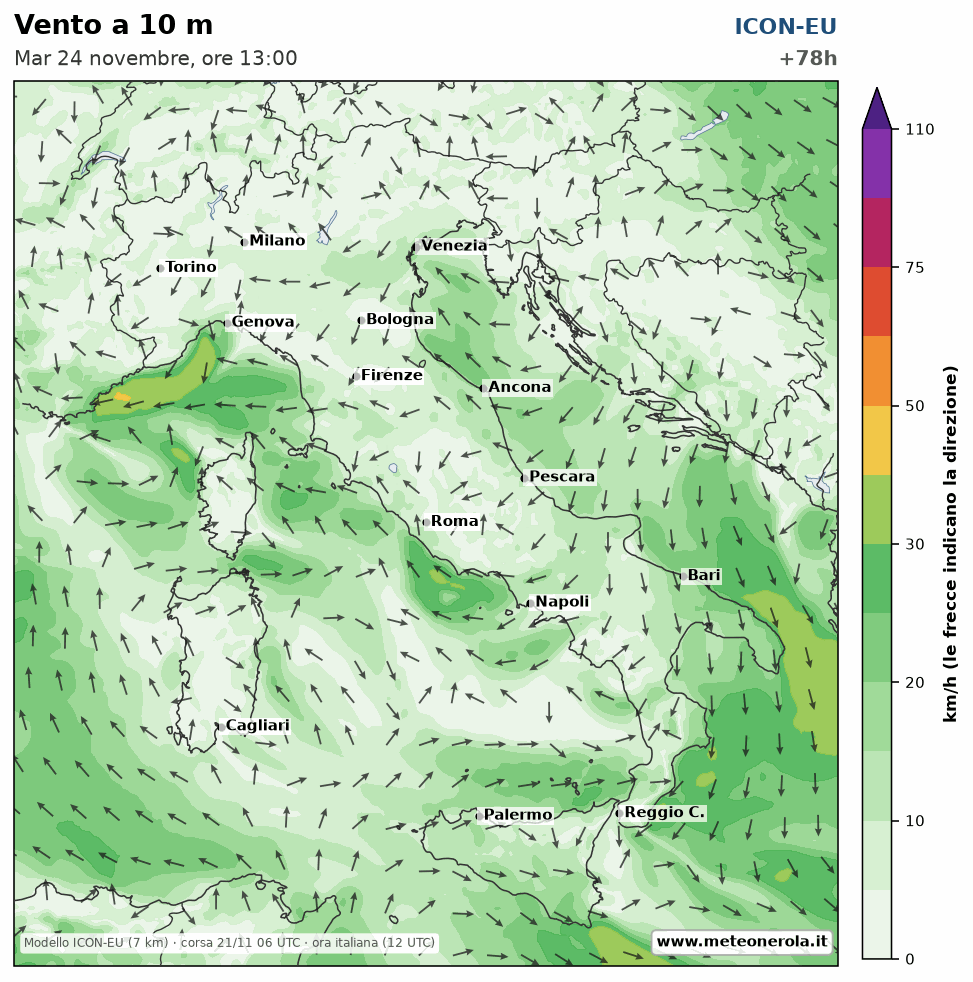 Vento a 10 m
ICON-EU
Mar 24 novembre, ore 13:00
+78h
110
Venezia
Milano
Torino
75
Genova
Bologna
Firenze
Ancona
50
Pescara
Roma
30
Bari
Napoli
20
Cagliari
10
Palermo
Reggio C.
0
km/h (le frecce indicano la direzione)
Modello ICON-EU (7 km) · corsa 21/11 06 UTC · ora italiana (12 UTC)
www.meteonerola.it